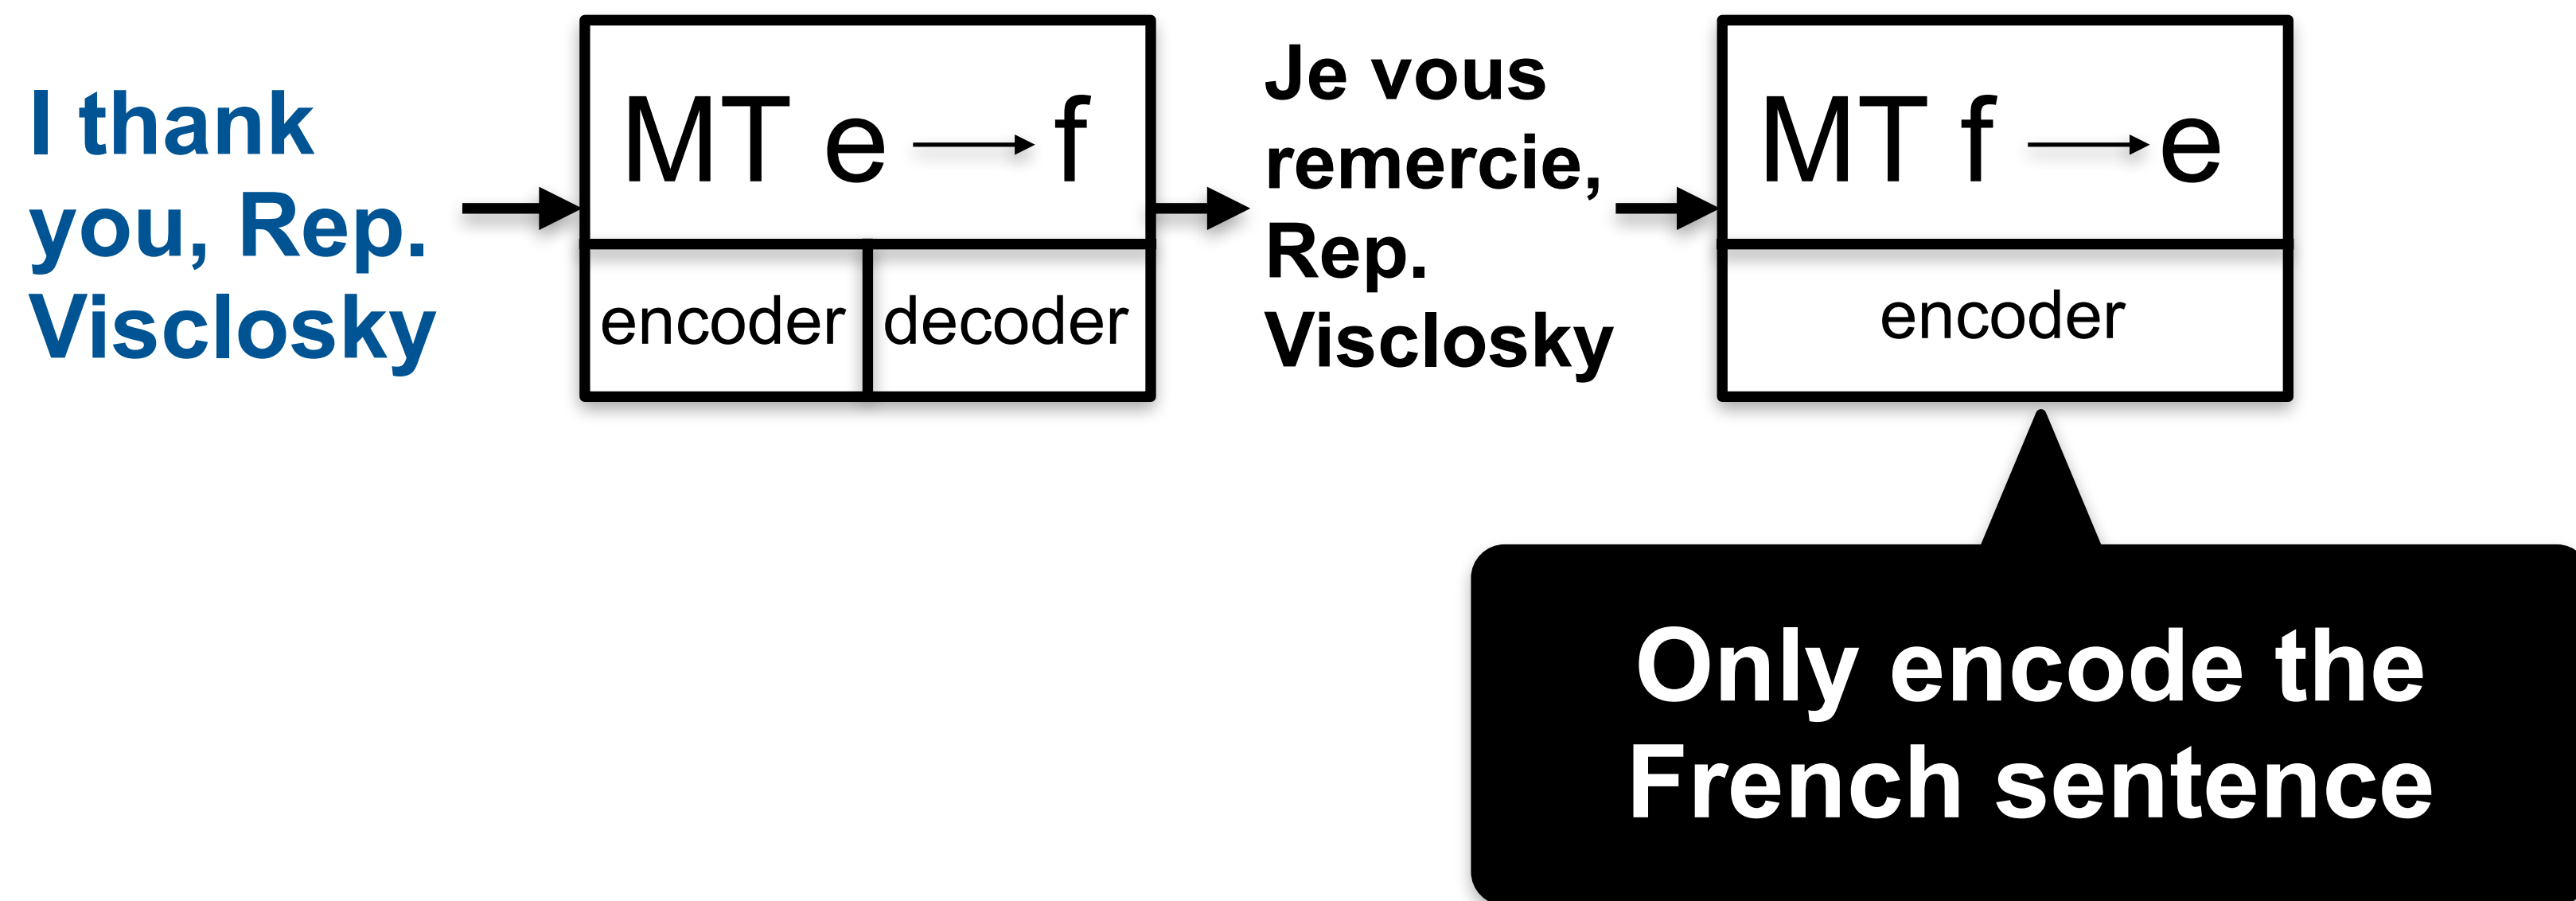 I thank
you, Rep.
Visclosky
MT e → f
encoder decoder
Je vous
remercie,
Rep.
Visclosky
MT f → e
encoder
Only encode the
French sentence